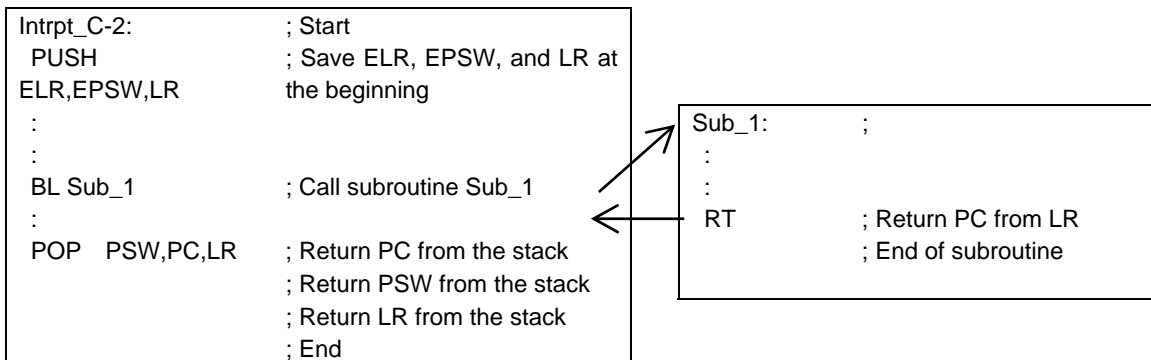 Intrpt_C-2: ; Start
PUSH ; Save ELR, EPSW, and LR at
ELR,EPSW,LR the beginning
:
:
BL Sub_1 ; Call subroutine Sub_1
:
POP PSW,PC,LR ; Return PC from the stack
; Return PSW from the stack
; Return LR from the stack
; End
Sub_1: ;
:
:
RT ; Return PC from LR
; End of subroutine